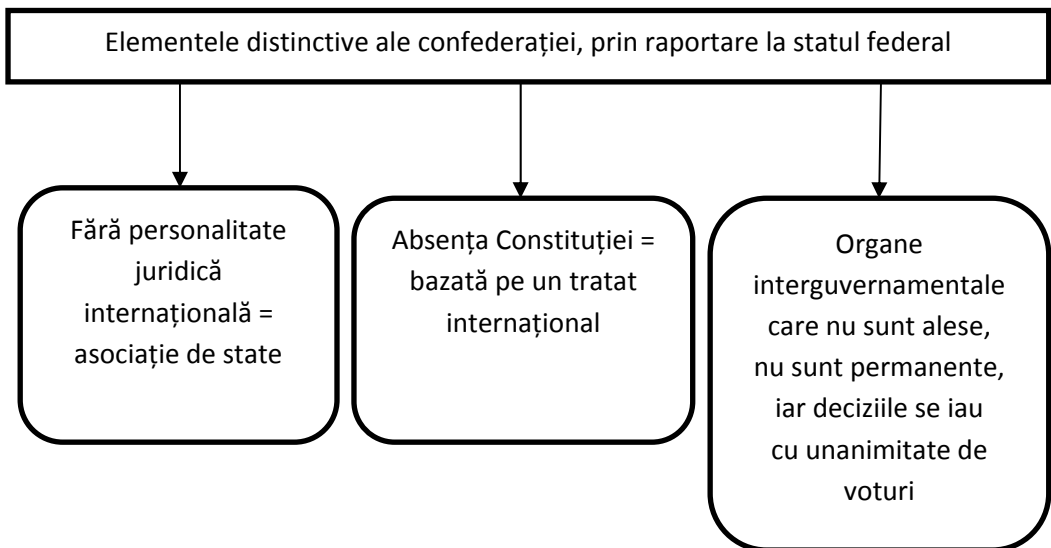 Elementele distinctive ale confederației, prin raportare la statul federal
Fără personalitate
juridică
internațională =
asociație de state
Absența Constituției =
bazată pe un tratat
internațional
Organe
interguvernamentale
care nu sunt alese,
nu sunt permanente,
iar deciziile se iau
cu unanimitate de
voturi